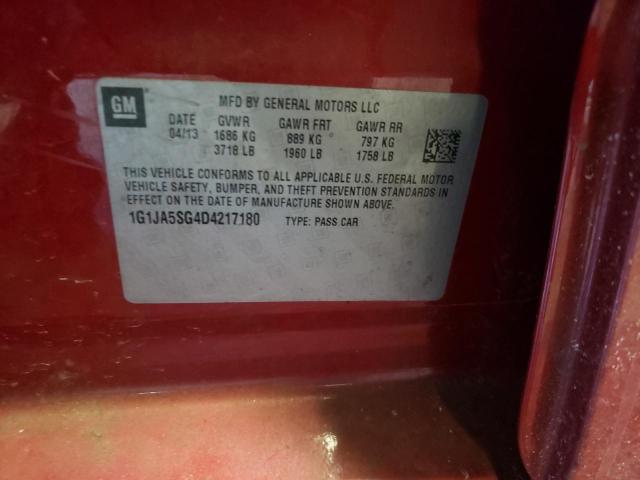 GM
MFD BY GENERAL MOTORS LLC
DATE GVWR GAWR FRT GAWR RR
04/13 1686 KG 889 KG 797 KG
3718 LB 1960 LB 1758 LB
THIS VEHICLE CONFORMS TO ALL APPLICABLE U.S. FEDERAL MOTOR
VEHICLE SAFETY, BUMPER, AND THEFT PREVENTION STANDARDS IN
EFFECT ON THE DATE OF MANUFACTURE SHOWN ABOVE.
1G1JA5SG4D4217180 TYPE: PASS CAR